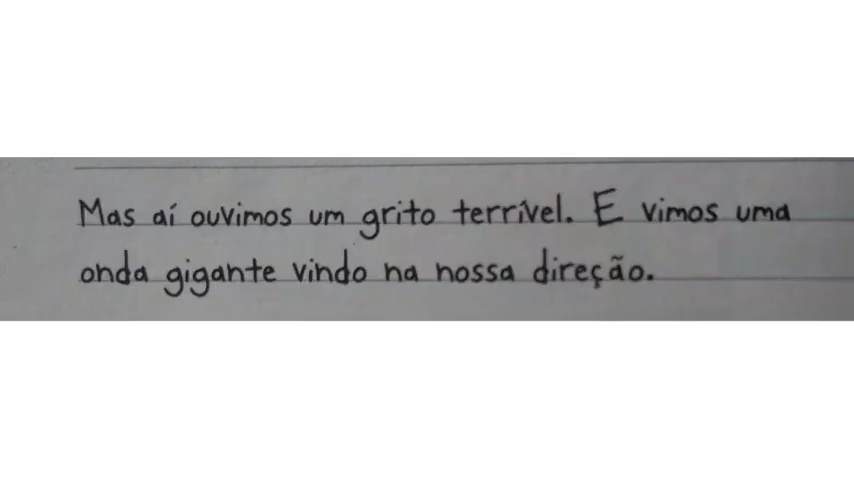 Mas aí ouvimos um grito terrível. E vimos uma
onda gigante vindo na nossa direção.